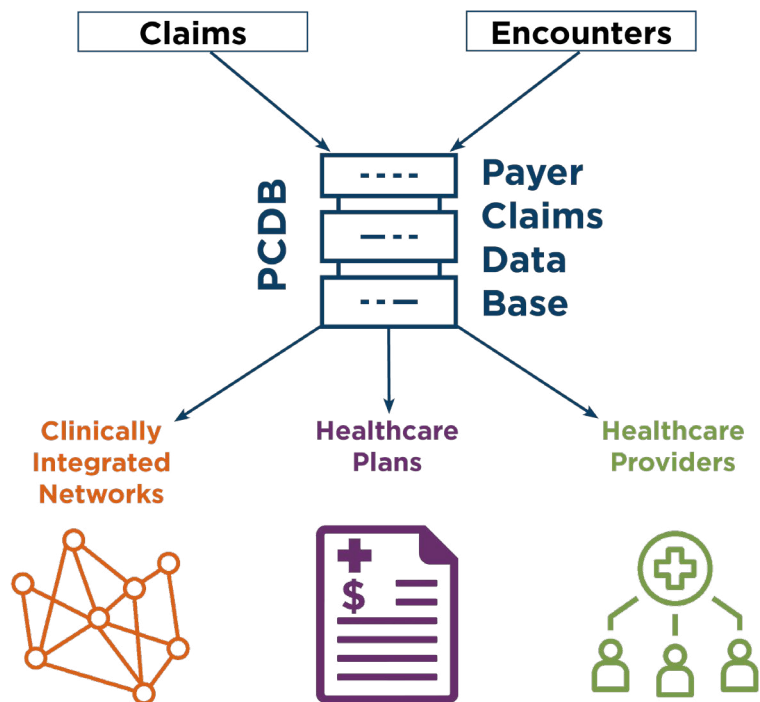 Claims
Encounters
PCDB
Payer
Claims
Data
Base
Clinically
Integrated
Networks
Healthcare
Plans
Healthcare
Providers
$